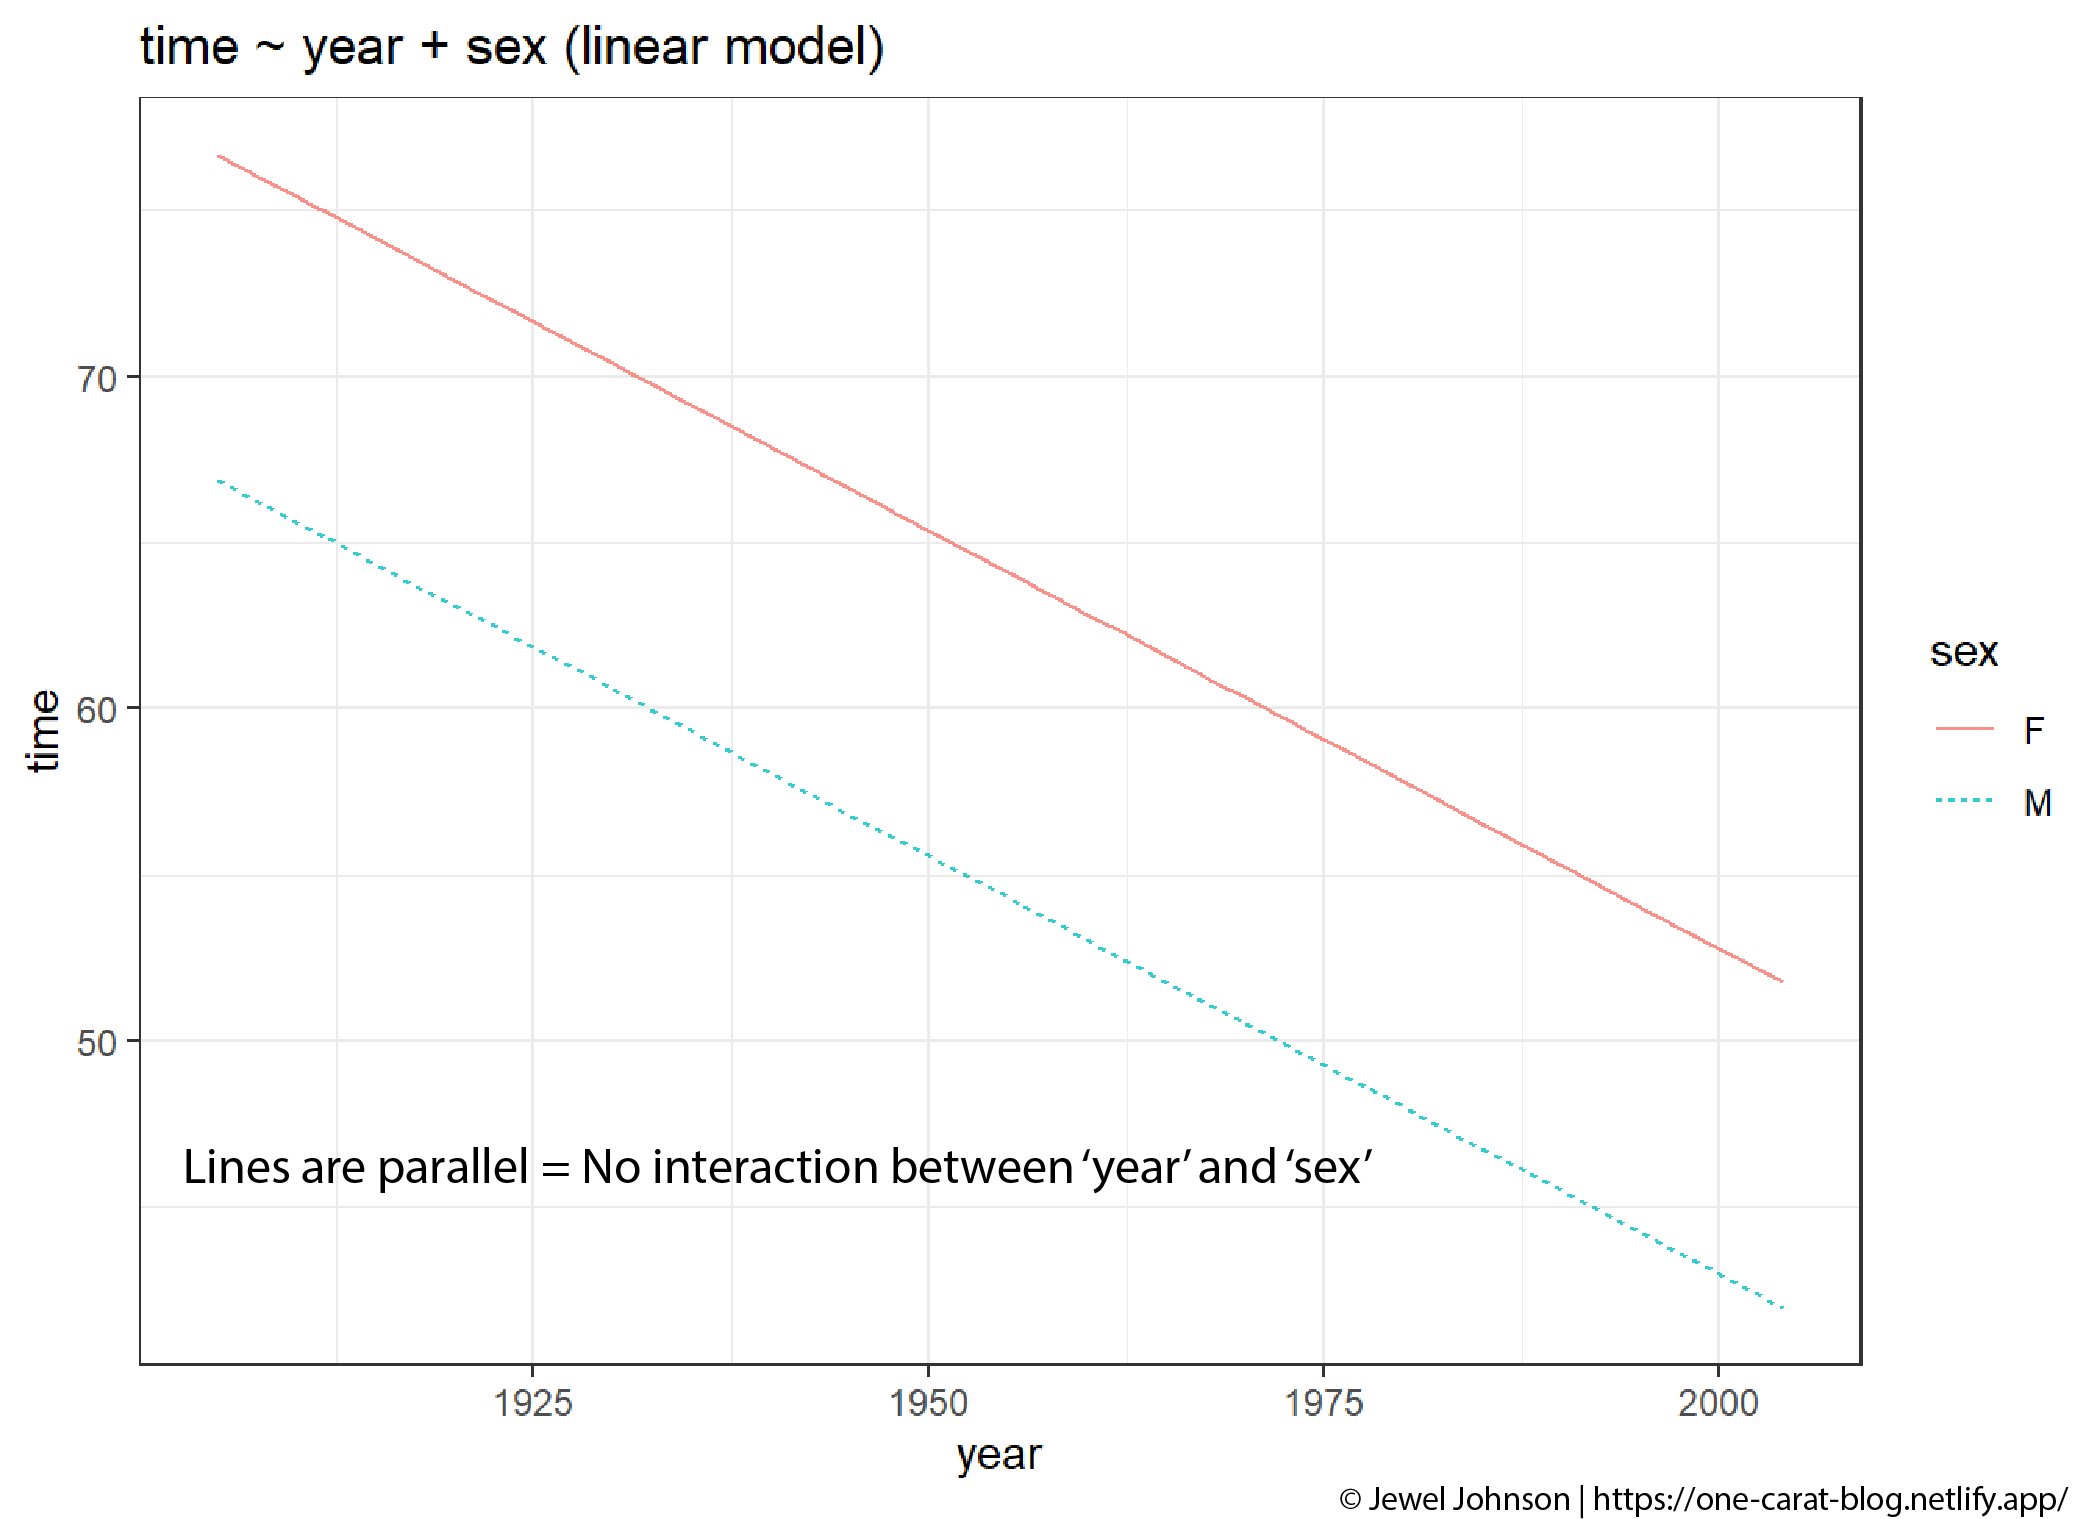 time ~ year + sex (linear model)
70
60
50
time
Lines are parallel = No interaction between ‘year’ and ‘sex’
1925 1950 1975 2000
year
sex
F
M
© Jewel Johnson | https://one-carat-blog.netlify.app/